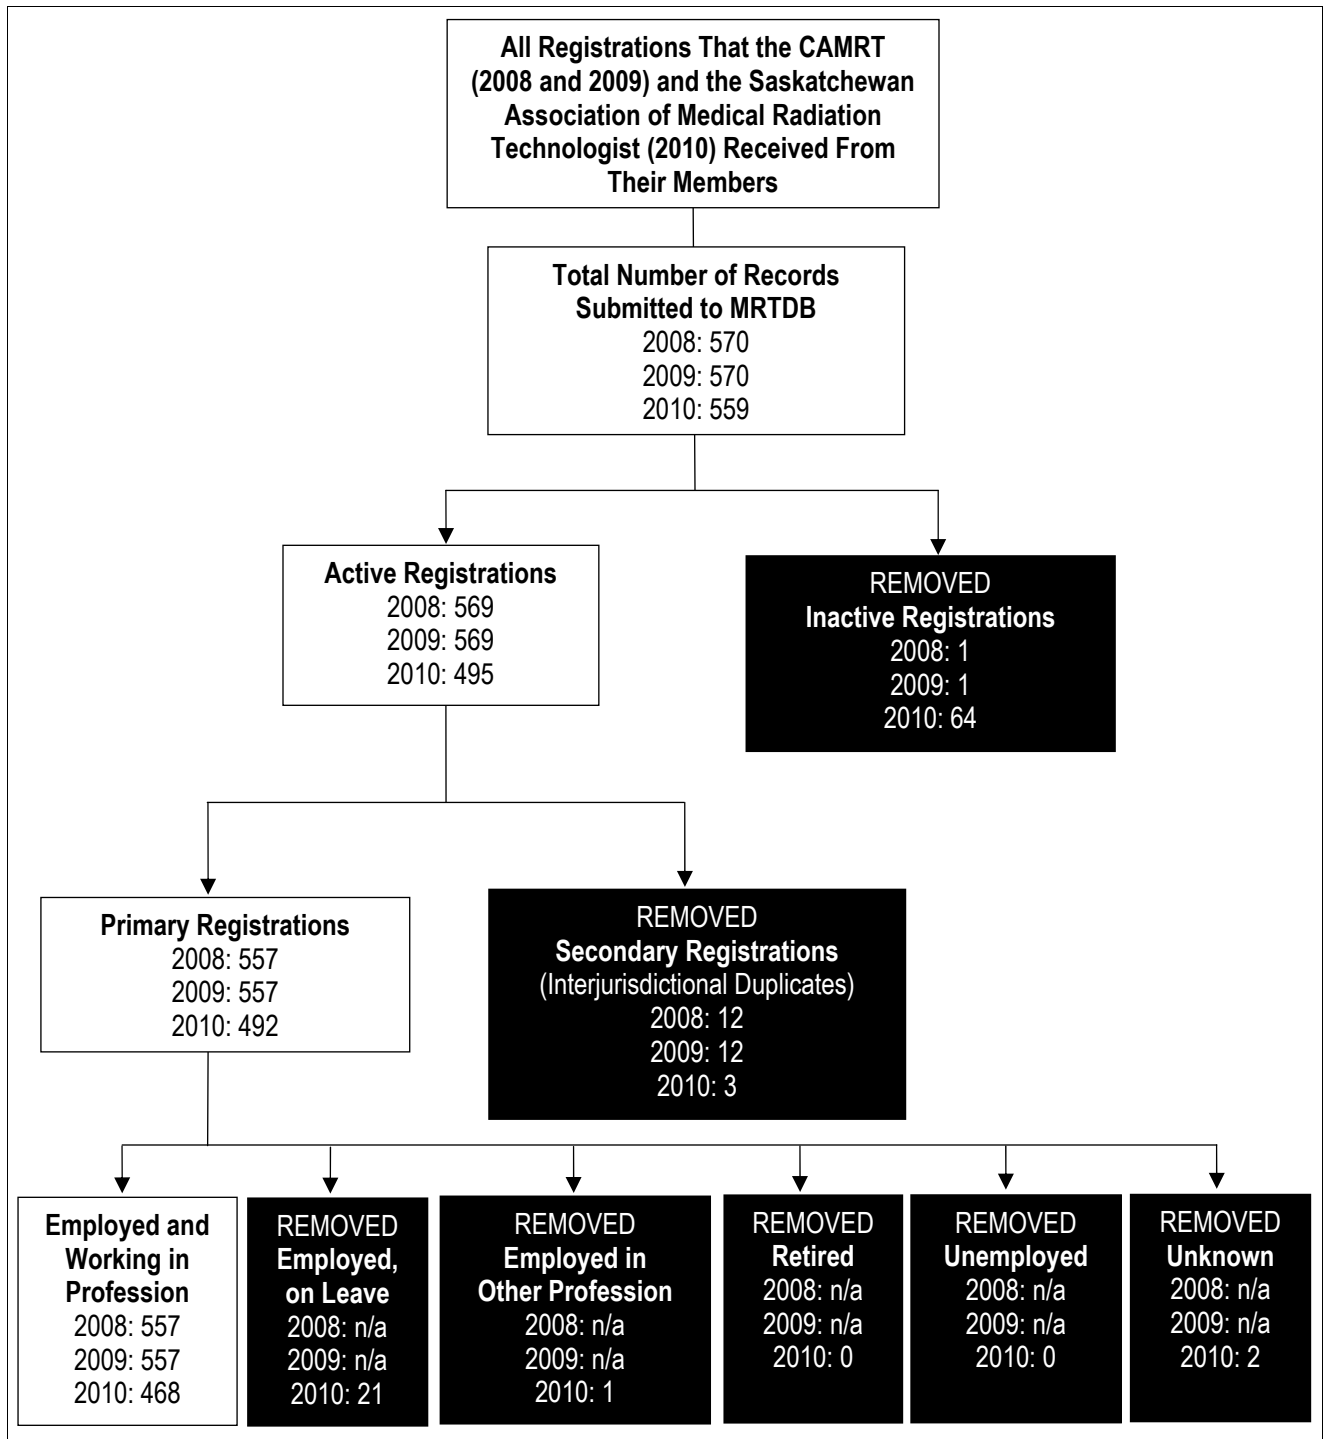 All Registrations That the CAMRT
(2008 and 2009) and the Saskatchewan
Association of Medical Radiation
Technologist (2010) Received From
Their Members
Total Number of Records
Submitted to MRTDB
2008: 570
2009: 570
2010: 559
Active Registrations
2008: 569
2009: 569
2010: 495
REMOVED
Inactive Registrations
2008: 1
2009: 1
2010: 64
Primary Registrations
2008: 557
2009: 557
2010: 492
REMOVED
Secondary Registrations
(Interjurisdictional Duplicates)
2008: 12
2009: 12
2010: 3
Employed and
Working in
Profession
2008: 557
2009: 557
2010: 468
REMOVED
Employed,
on Leave
2008: n/a
2009: n/a
2010: 21
REMOVED
Employed in
Other Profession
2008: n/a
2009: n/a
2010: 1
REMOVED
Retired
2008: n/a
2009: n/a
2010: 0
REMOVED
Unemployed
2008: n/a
2009: n/a
2010: 0
REMOVED
Unknown
2008: n/a
2009: n/a
2010: 2